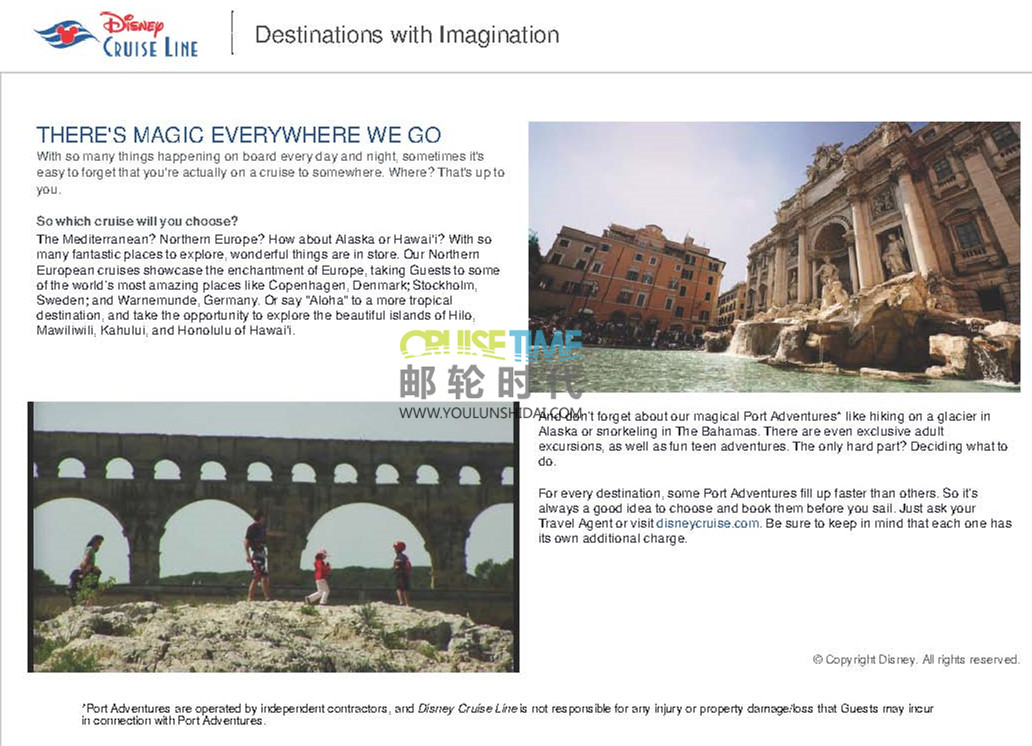 Disney
Cruise Line
Destinations with Imagination
THERE'S MAGIC EVERYWHERE WE GO
With so many things happening on board every day and night, sometimes it's
easy to forget that you're actually on a cruise to somewhere. Where? That's up to
you.
So which cruise will you choose?
The Mediterranean? Northern Europe? How about Alaska or Hawai'i? With so
many fantastic places to explore, wonderful things are in store. Our Northern
European cruises showcase the enchantment of Europe, taking Guests to some
of the world's most amazing places like Copenhagen, Denmark; Stockholm,
Sweden; and Warnemunde, Germany. Or say "Aloha" to a more tropical
destination, and take the opportunity to explore the beautiful islands of Hilo,
Mawiliwili, Kahului, and Honolulu of Hawai'i.
CRUISETIME
邮轮时代
WWW.YOULUNSHIDAI.COM
And don't forget about our magical Port Adventures* like hiking on a glacier in
Alaska or snorkeling in The Bahamas. There are even exclusive adult
excursions, as well as fun teen adventures. The only hard part? Deciding what to
do.
For every destination, some Port Adventures fill up faster than others. So it's
always a good idea to choose and book them before you sail. Just ask your
Travel Agent or visit disneycruise.com. Be sure to keep in mind that each one has
its own additional charge.
© Copyright Disney. All rights reserved.
*Port Adventures are operated by independent contractors, and Disney Cruise Line is not responsible for any injury or property damage/loss that Guests may incur
in connection with Port Adventures.